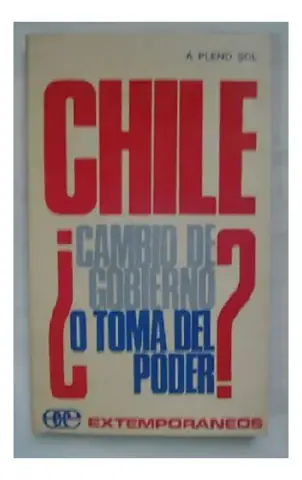 A PLENO SOL
CHILE
¿CAMBIO DE
GOBIERNO
O TOMA DEL
PODER?
EXTEMPORANEOS